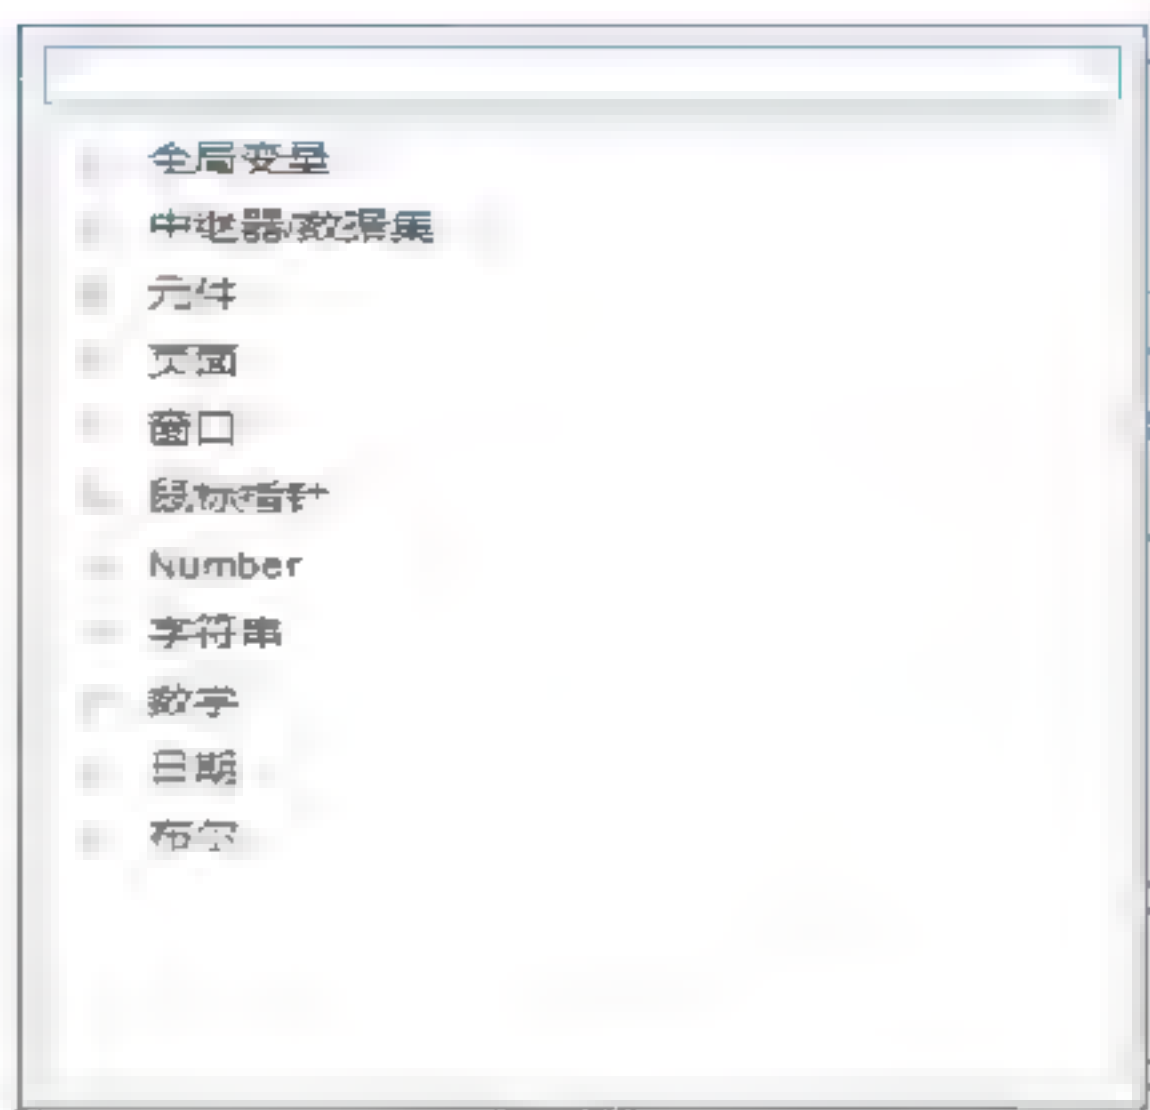 全局变量
中继器/数据集
元件
页面
窗口
鼠标指针
Number
字符串
数学
日期
布尔